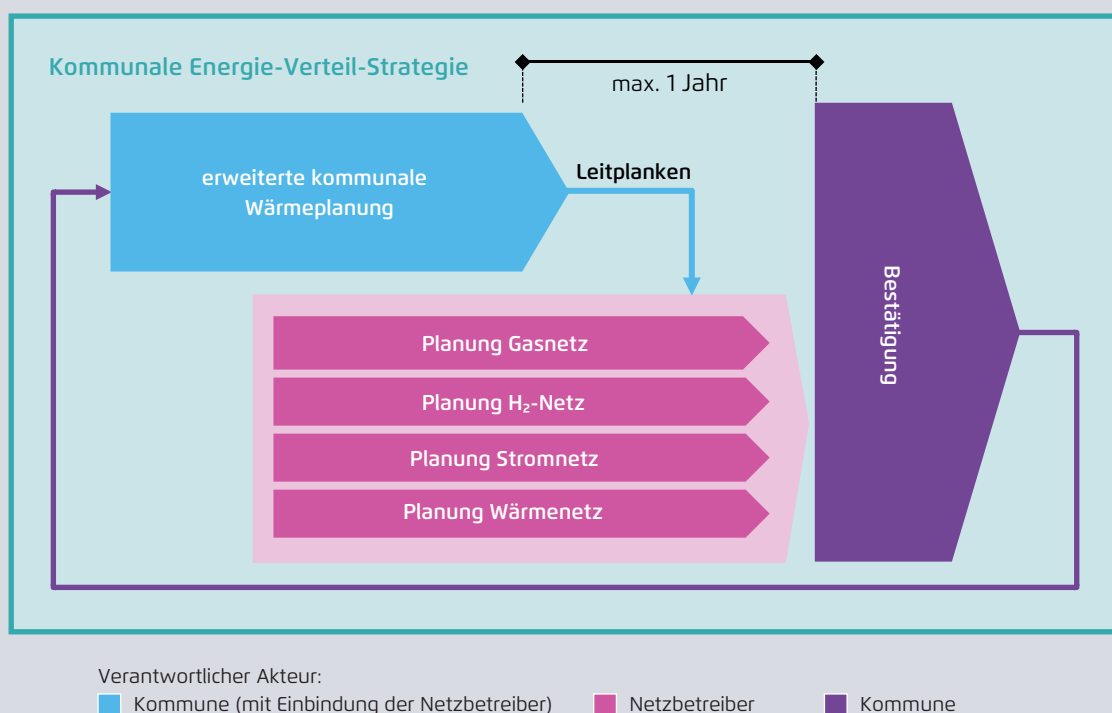 Kommunale Energie-Verteil-Strategie
max. 1 Jahr
erweiterte kommunale
Wärmeplanung
Leitplanken
Planung Gasnetz
Planung H₂-Netz
Planung Stromnetz
Planung Wärmenetz
Bestätigung
Verantwortlicher Akteur:
Kommune (mit Einbindung der Netzbetreiber) Netzbetreiber Kommune